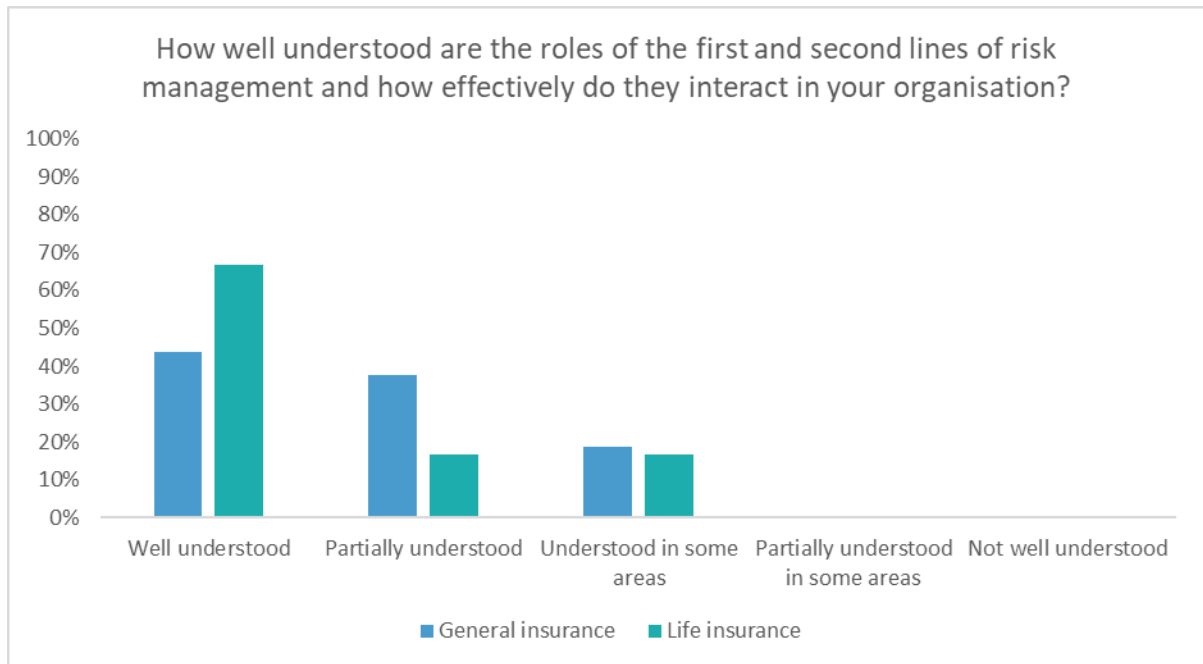 How well understood are the roles of the first and second lines of risk
management and how effectively do they interact in your organisation?
100%
90%
80%
70%
60%
50%
40%
30%
20%
10%
0%
Well understood
Partially understood
Understood in some
areas
Partially understood
in some areas
Not well understood
General insurance
Life insurance